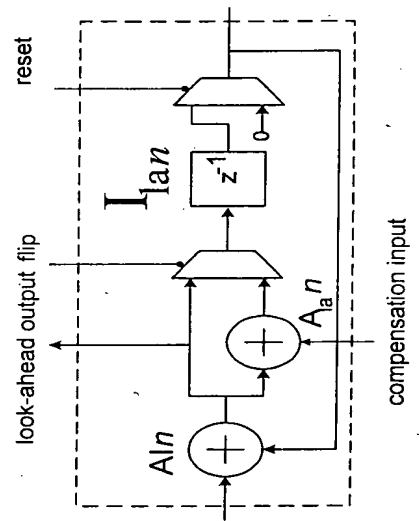 reset
look-ahead output flip
I_lan
z⁻¹
0
AIn
A_la n
compensation input